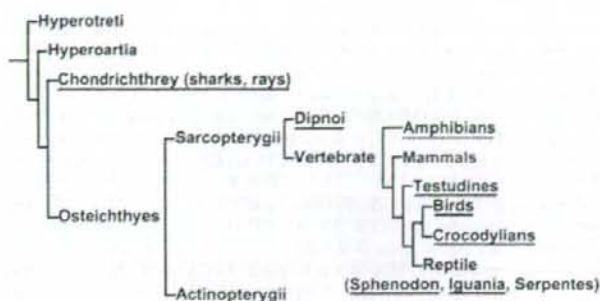 Hyperotreti
Hyperoartia
Chondrichthrey (sharks, rays)
Dipnoi
Sarcopterygii
Amphibians
Vertebrate
Mammals
Testudines
Birds
Osteichthyes
Crocodylians
Reptile
(Sphenodon, Iguania, Serpentes)
Actinopterygii